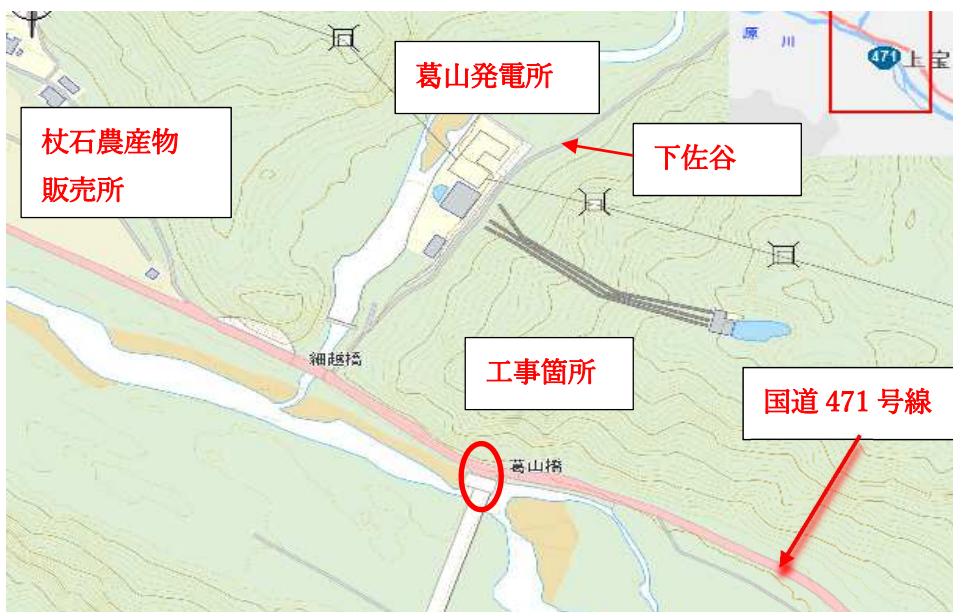 原川
471
上宝
葛山発電所
杖石農産物
販売所
下佐谷
細越橋
工事箇所
国道 471 号線
葛山橋